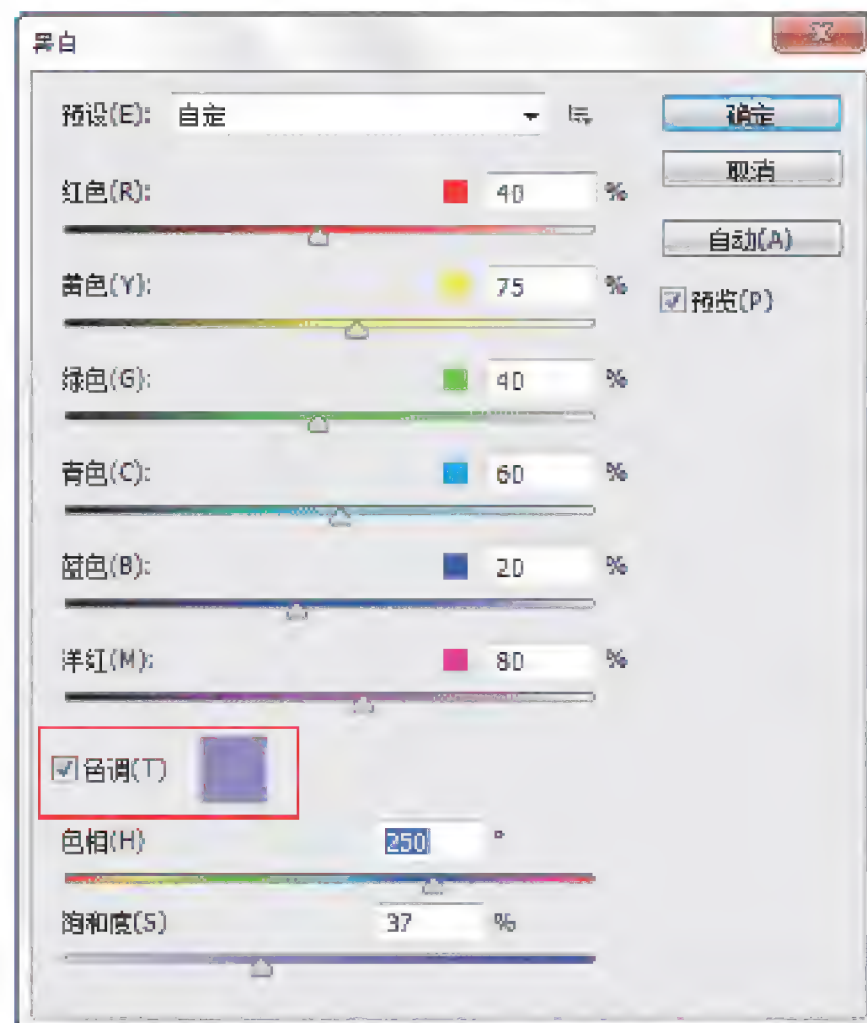 黑白
预设(E): 自定
确定
取消
自动(A)
预览(P)
红色(R): 40 %
黄色(Y): 75 %
绿色(G): 40 %
青色(C): 60 %
蓝色(B): 20 %
洋红(M): 80 %
色调(T)
色相(H) 250 °
饱和度(S) 37 %